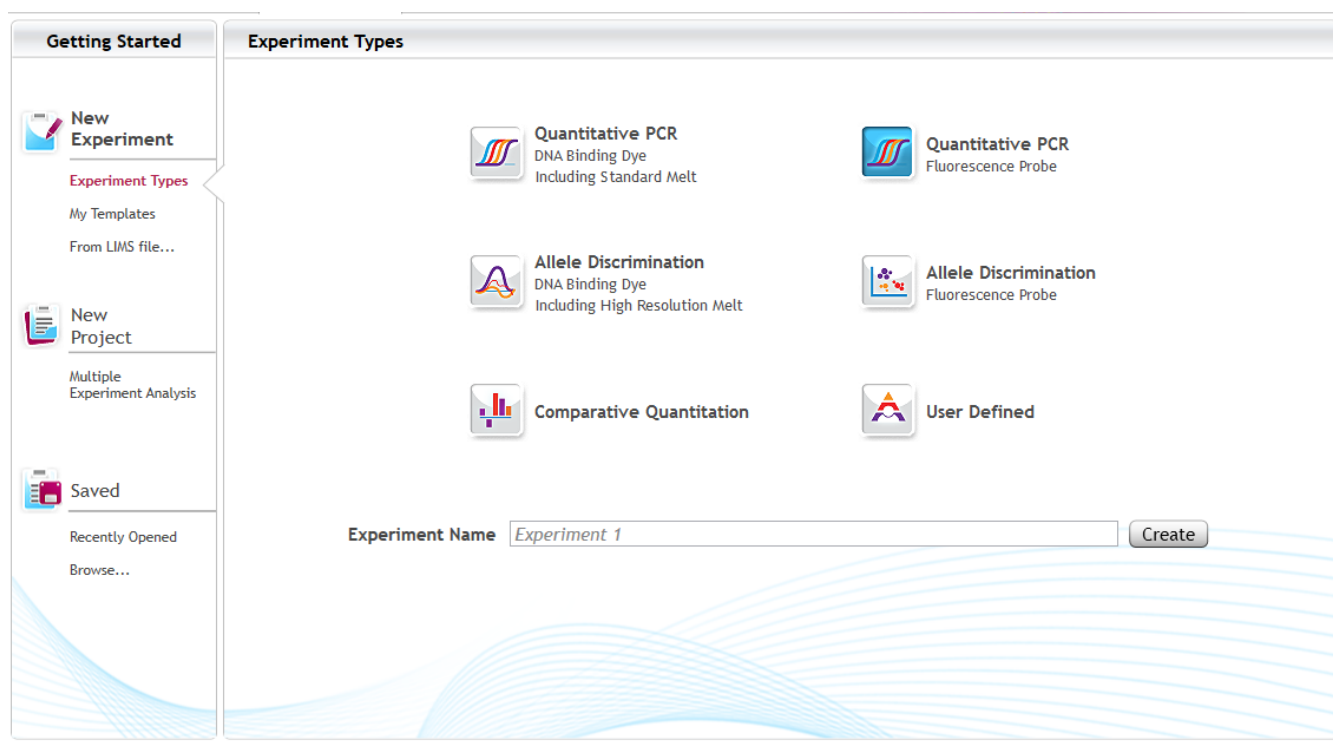 Getting Started
Experiment Types
New
Experiment
Experiment Types
My Templates
From LIMS file...
New
Project
Multiple
Experiment Analysis
Saved
Recently Opened
Browse...
Quantitative PCR
DNA Binding Dye
Including Standard Melt
Quantitative PCR
Fluorescence Probe
Allele Discrimination
DNA Binding Dye
Including High Resolution Melt
Allele Discrimination
Fluorescence Probe
Comparative Quantitation
User Defined
Experiment Name
Experiment 1
Create